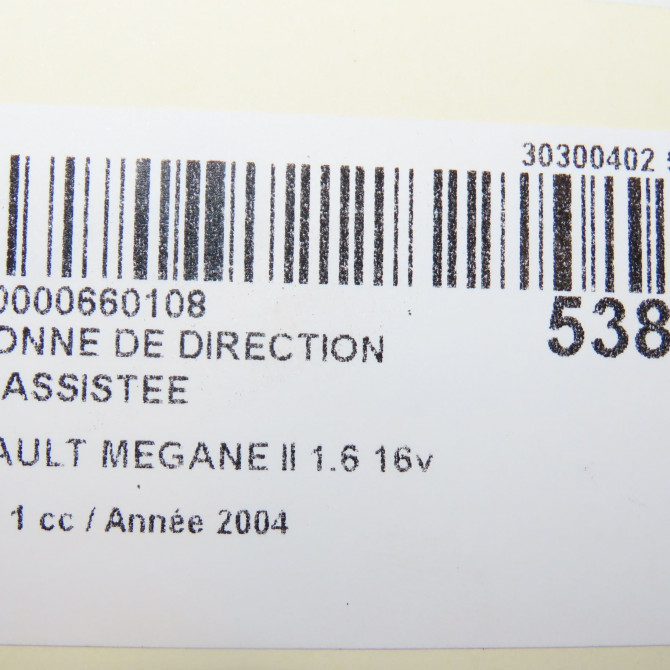 30300402
0000660108
538
ONNE DE DIRECTION
ASSISTEE
AULT MEGANE II 1.6 16v
1 cc / Année 2004